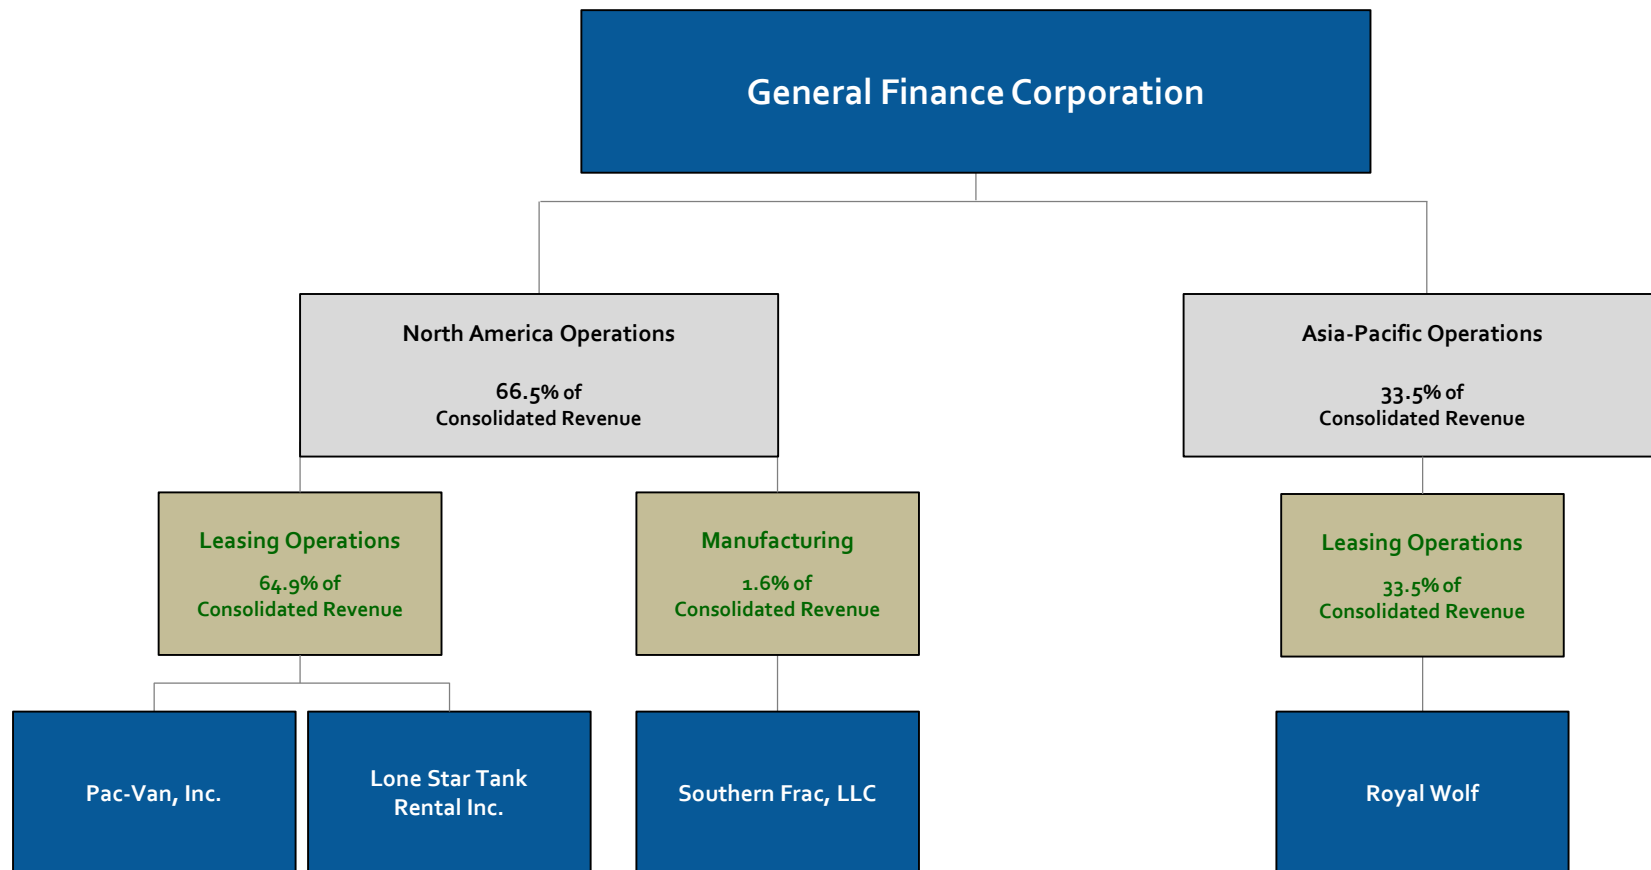 General Finance Corporation
North America Operations
66.5% of
Consolidated Revenue
Asia-Pacific Operations
33.5% of
Consolidated Revenue
Leasing Operations
64.9% of
Consolidated Revenue
Manufacturing
1.6% of
Consolidated Revenue
Leasing Operations
33.5% of
Consolidated Revenue
Pac-Van, Inc.
Lone Star Tank
Rental Inc.
Southern Frac, LLC
Royal Wolf